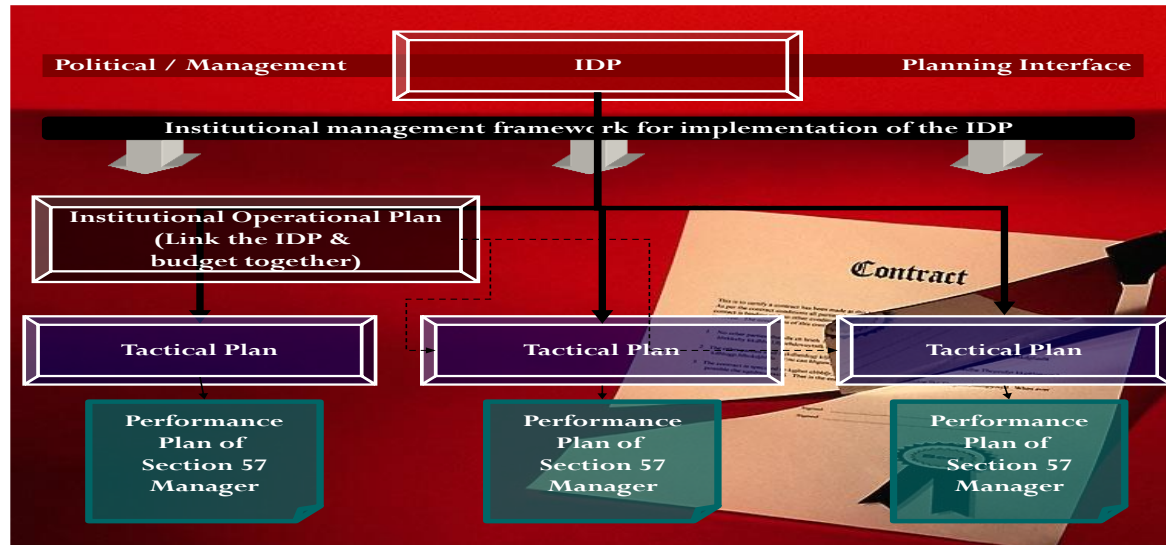 Political / Management
IDP
Planning Interface
Institutional management framework for implementation of the IDP
Institutional Operational Plan
(Link the IDP &
budget together)
Contract
Tactical Plan
Tactical Plan
Tactical Plan
Performance
Plan of
Section 57
Manager
Performance
Plan of
Section 57
Manager
Performance
Plan of
Section 57
Manager